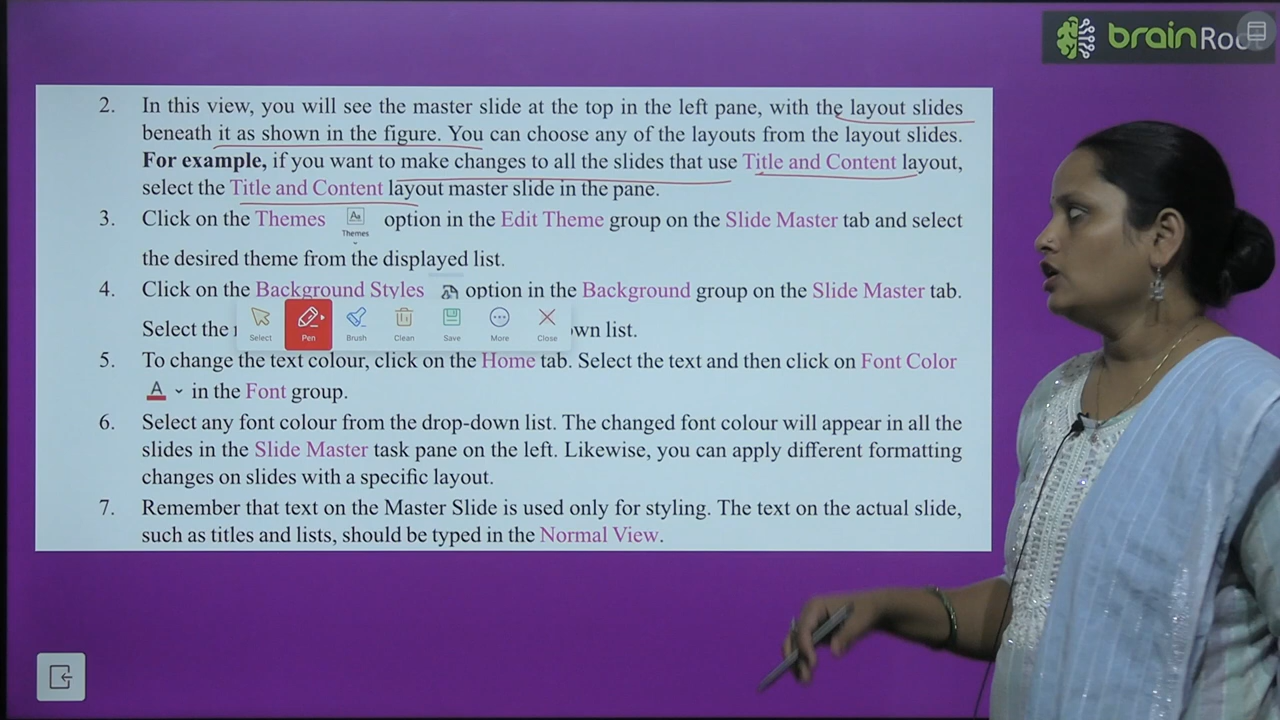 brainRoo
2. In this view, you will see the master slide at the top in the left pane, with the layout slides
beneath it as shown in the figure. You can choose any of the layouts from the layout slides.
For example, if you want to make changes to all the slides that use Title and Content layout,
select the Title and Content layout master slide in the pane.
3. Click on the Themes Aa Themes option in the Edit Theme group on the Slide Master tab and select
the desired theme from the displayed list.
4. Click on the Background Styles option in the Background group on the Slide Master tab.
Select the own list.
Select Pen Brush Clean Save More Close
5. To change the text colour, click on the Home tab. Select the text and then click on Font Color
A in the Font group.
6. Select any font colour from the drop-down list. The changed font colour will appear in all the
slides in the Slide Master task pane on the left. Likewise, you can apply different formatting
changes on slides with a specific layout.
7. Remember that text on the Master Slide is used only for styling. The text on the actual slide,
such as titles and lists, should be typed in the Normal View.